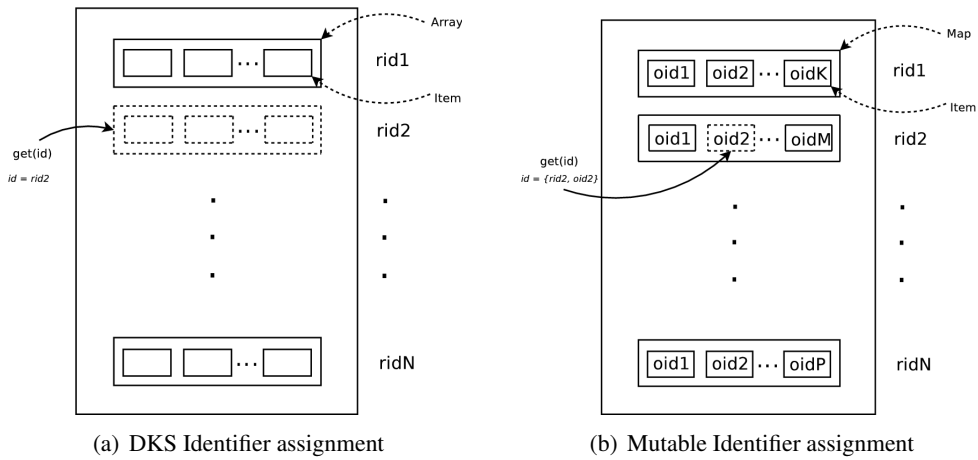 Array
rid1
Item
rid2
get(id)
id = rid2
ridN
(a) DKS Identifier assignment
Map
oid1 oid2 ... oidK
rid1
Item
oid1 oid2 ... oidM
rid2
get(id)
id = {rid2, oid2}
oid1 oid2 ... oidP
ridN
(b) Mutable Identifier assignment